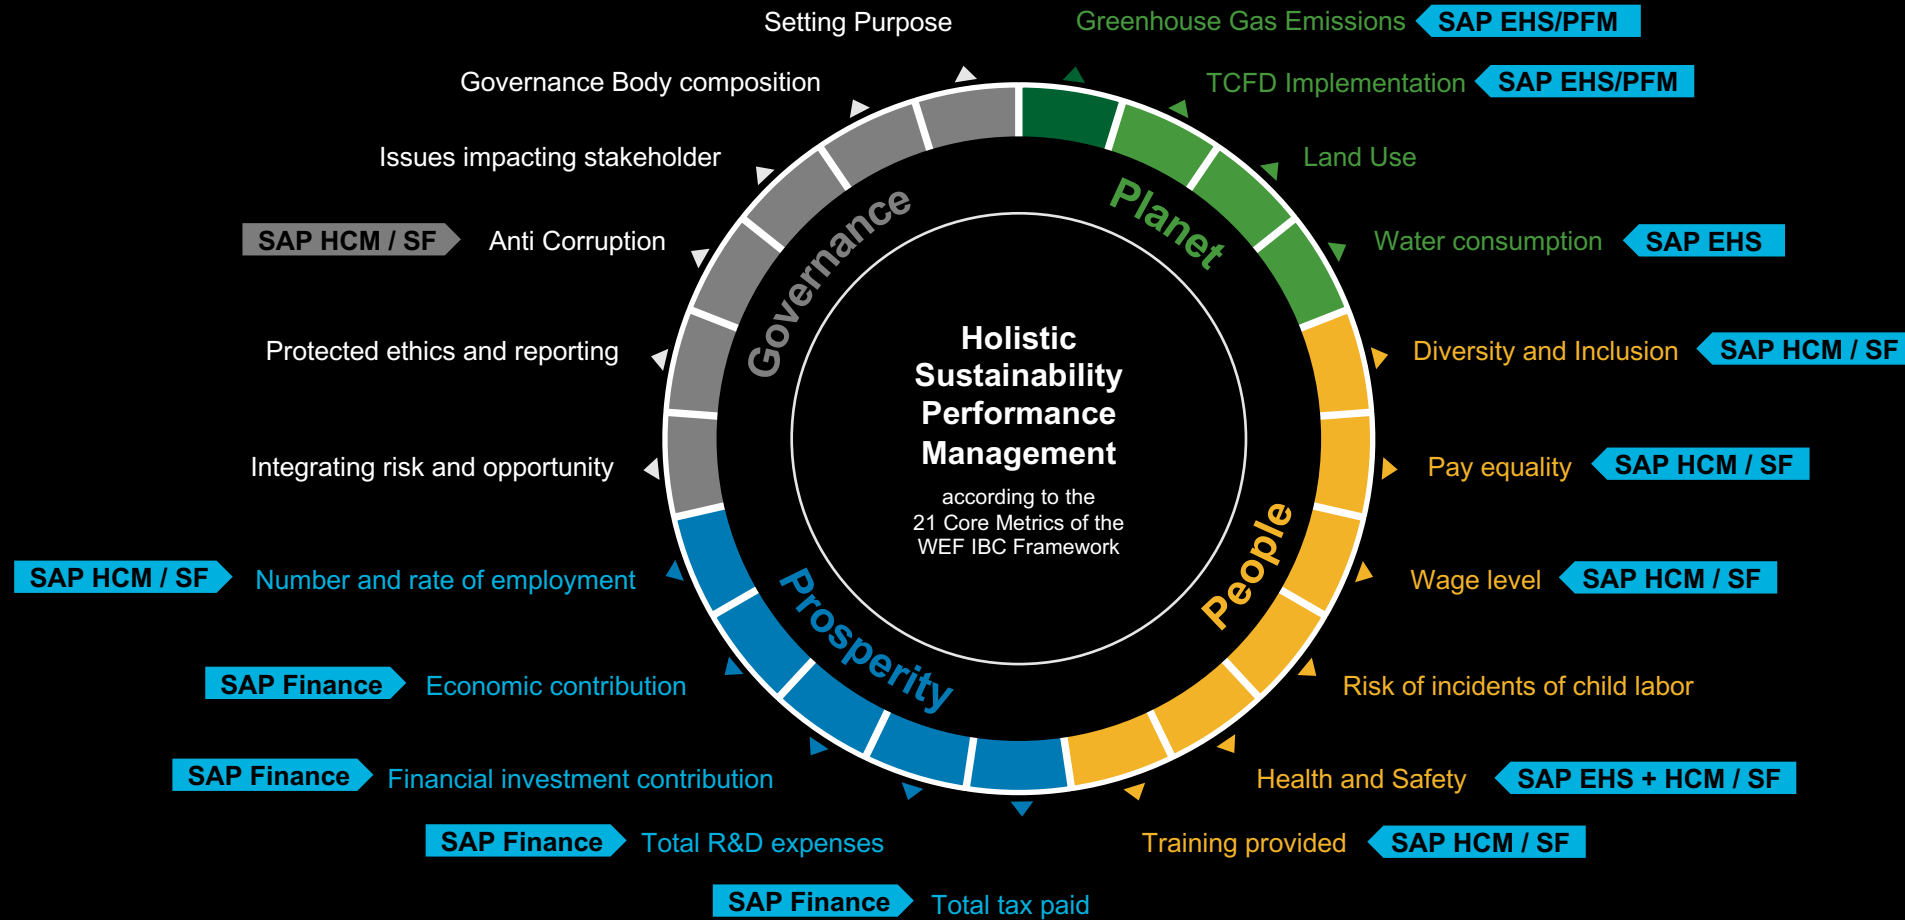 Setting Purpose
Greenhouse Gas Emissions SAP EHS/PFM
Governance Body composition
TCFD Implementation SAP EHS/PFM
Issues impacting stakeholder
Land Use
SAP HCM / SF Anti Corruption
Water consumption SAP EHS
Protected ethics and reporting
Diversity and Inclusion SAP HCM / SF
Integrating risk and opportunity
Pay equality SAP HCM / SF
SAP HCM / SF Number and rate of employment
Wage level SAP HCM / SF
SAP Finance Economic contribution
Risk of incidents of child labor
SAP Finance Financial investment contribution
Health and Safety SAP EHS + HCM / SF
SAP Finance Total R&D expenses
Training provided SAP HCM / SF
SAP Finance Total tax paid
Governance
Planet
People
Prosperity
Holistic
Sustainability
Performance
Management
according to the
21 Core Metrics of the
WEF IBC Framework